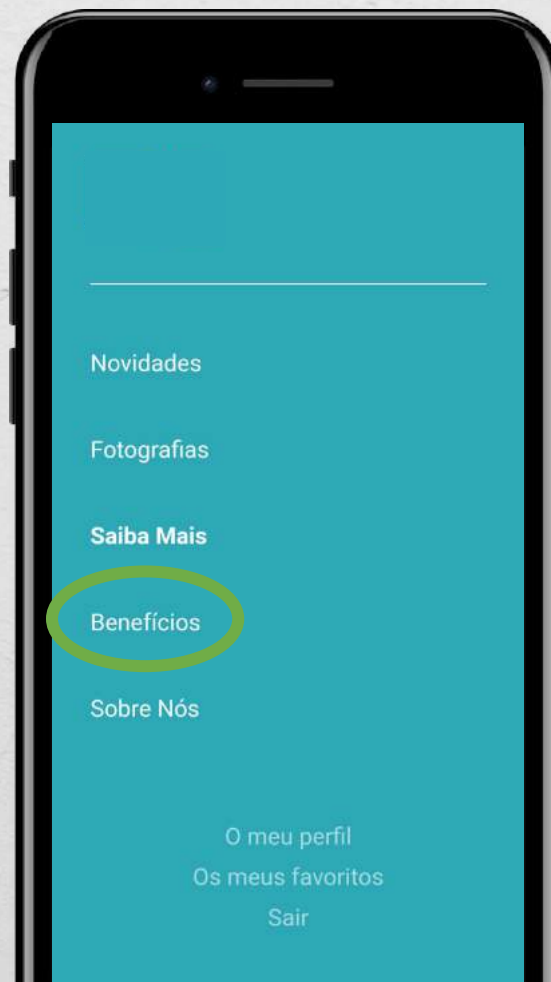 Novidades
Fotografias
Saiba Mais
Benefícios
Sobre Nós
O meu perfil
Os meus favoritos
Sair